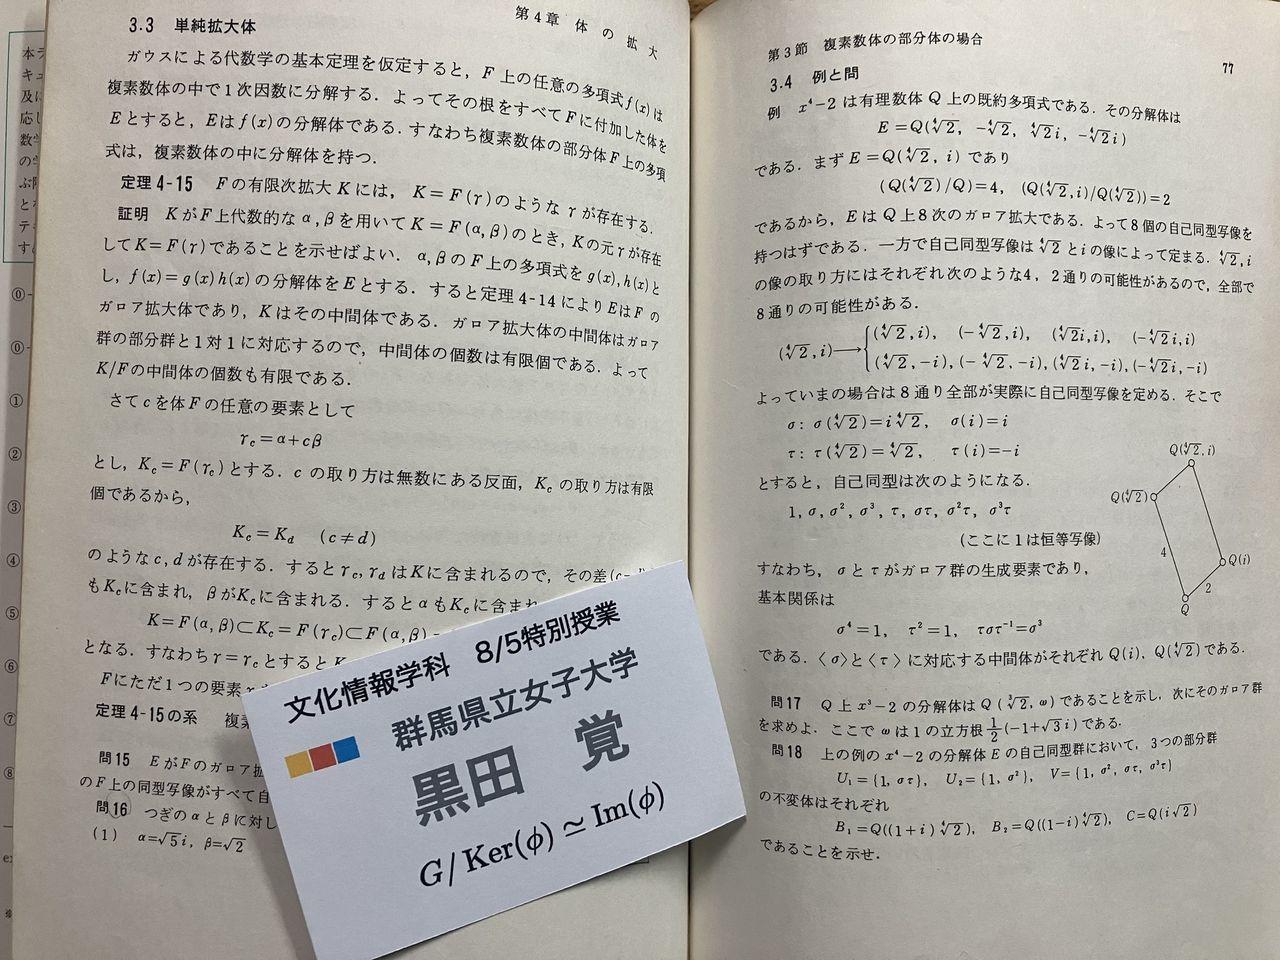 第4章 体の拡大
3.3 単純拡大体
ガウスによる代数学の基本定理を仮定すると，F上の任意の多項式f(x)は
複素数体の中で1次因数に分解する．よってその根をすべてFに付加した体を
Eとすると，Eはf(x)の分解体である．すなわち複素数体の部分体F上の多項
式は，複素数体の中に分解体を持つ．
定理4-15 Fの有限次拡大Kには，K=F(γ)のようなγが存在する．
証明 KがF上代数的なα,βを用いてK=F(α,β)のとき，Kの元γが存在
してK=F(γ)であることを示せばよい．α,βのF上の多項式をg(x),h(x)と
し，f(x)=g(x)h(x)の分解体をEとする．すると定理4-14によりEはFの
ガロア拡大体であり，Kはその中間体である．ガロア拡大体の中間体はガロア
群の部分群と1対1に対応するので，中間体の個数は有限個である．よって
K/Fの中間体の個数も有限である．
さてcを体Fの任意の要素として
γc=α+cβ
とし，Kc=F(γc)とする．cの取り方は無数にある反面，Kcの取り方は有限
個であるから，
Kc=Kd (c≠d)
のようなc,dが存在する．するとγc,γdはKに含まれるので，その差(c-
もKcに含まれ，βがKcに含まれる．するとαもKcに含まれ
K=F(α,β)⊂Kc=F(γc)⊂F(α,β)
となる．すなわちγ=γcとすると
Fにただ1つの要素
定理4-15の系 複
問15 EがFのガロア拡
のF上の同型写像がすべて自
問16 つぎのαとβに対し
(1) α=√5i, β=√2
文化情報学科 8/5特別授業
群馬県立女子大学
黒田 覚
G/Ker(ϕ)≃Im(ϕ)
第3節 複素数体の部分体の場合 77
3.4 例と問
例 x⁴−2は有理数体Q上の既約多項式である．その分解体は
E=Q(⁴√2, −⁴√2, ⁴√2i, −⁴√2i)
である．まずE=Q(⁴√2, i)であり
(Q(⁴√2)/Q)=4, (Q(⁴√2,i)/Q(⁴√2))=2
であるから，EはQ上8次のガロア拡大である．よって8個の自己同型写像を
持つはずである．一方で自己同型写像は⁴√2とiの像によって定まる．⁴√2,i
の像の取り方にはそれぞれ次のような4，2通りの可能性があるので，全部で
8通りの可能性がある．
(⁴√2,i)→{(⁴√2,i), (−⁴√2,i), (⁴√2i,i), (−⁴√2i,i)
(⁴√2,−i),(−⁴√2,−i),(⁴√2i,−i),(−⁴√2i,−i)
よっていまの場合は8通り全部が実際に自己同型写像を定める．そこで
σ: σ(⁴√2)=i⁴√2, σ(i)=i
τ: τ(⁴√2)=⁴√2, τ(i)=−i
とすると，自己同型は次のようになる．
1, σ, σ², σ³, τ, στ, σ²τ, σ³τ
(ここに1は恒等写像)
すなわち，σとτがガロア群の生成要素であり，
基本関係は
σ⁴=1, τ²=1, τστ⁻¹=σ³
である．〈σ〉と〈τ〉に対応する中間体がそれぞれQ(i), Q(⁴√2)である．
Q(⁴√2,i)
Q(⁴√2)
4
Q(i)
2
Q
問17 Q上x³−2の分解体はQ(³√2, ω)であることを示し，次にそのガロア群
を求めよ．ここでωは1の立方根1/2(−1+√3i)である．
問18 上の例のx⁴−2の分解体Eの自己同型群において，3つの部分群
U₁={1, στ}, U₂={1, σ²}, V={1, σ², στ, σ³τ}
の不変体はそれぞれ
B₁=Q((1+i)⁴√2), B₂=Q((1−i)⁴√2), C=Q(i√2)
であることを示せ．